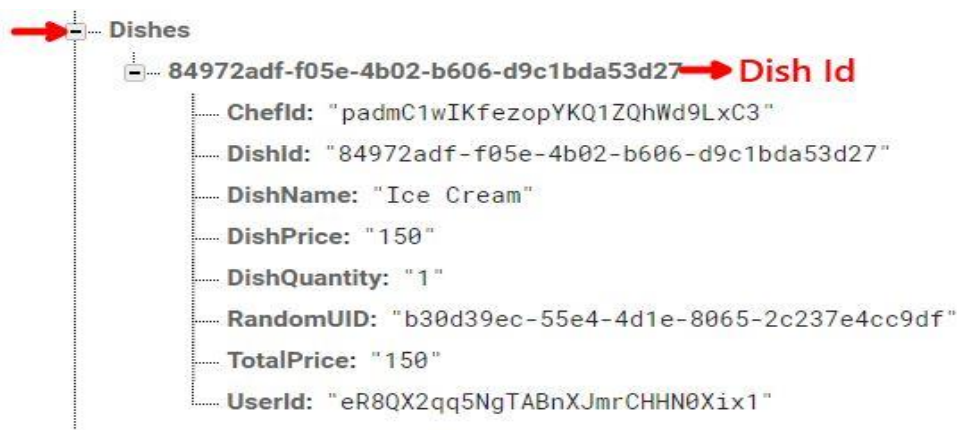 Dishes
84972adf-f05e-4b02-b606-d9c1bda53d27 Dish Id
ChefId: "padmC1wIKfezopYKQ1ZQhWd9LxC3"
DishId: "84972adf-f05e-4b02-b606-d9c1bda53d27"
DishName: "Ice Cream"
DishPrice: "150"
DishQuantity: "1"
RandomUID: "b30d39ec-55e4-4d1e-8065-2c237e4cc9df"
TotalPrice: "150"
UserId: "eR8QX2qq5NgTABnXJmrCHHN0Xix1"